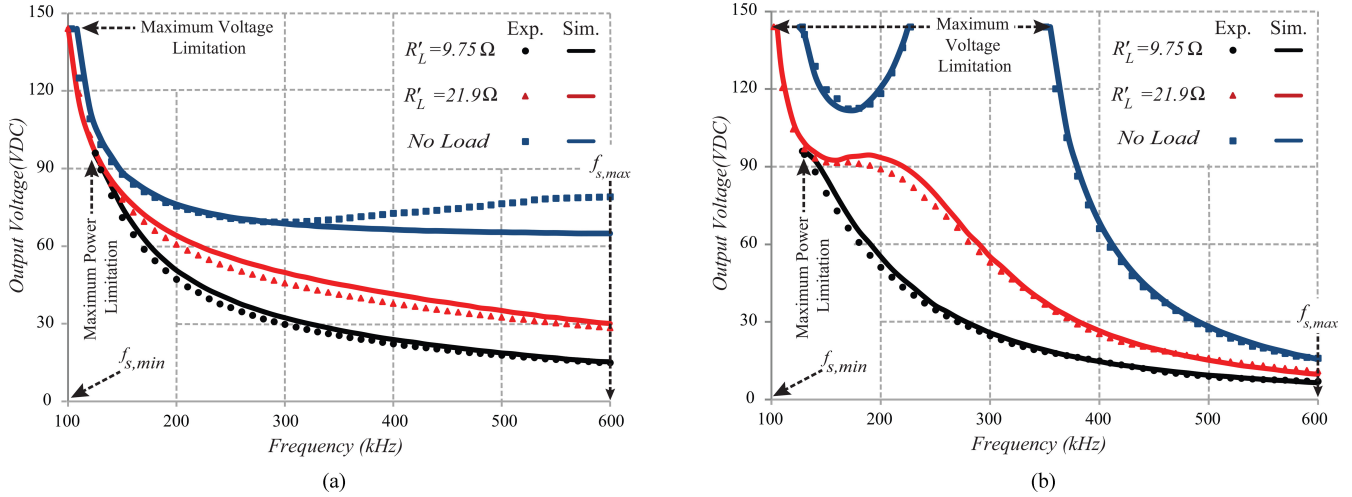 150
120
90
60
30
0
Output Voltage(VDC)
100
200
300
400
500
600
Frequency (kHz)
Maximum Voltage
Limitation
Exp.
Sim.
R'L=9.75 Ω
R'L=21.9 Ω
No Load
fs,max
Maximum Power
Limitation
fs,min
(a)
150
120
90
60
30
0
Output Voltage(VDC)
100
200
300
400
500
600
Frequency (kHz)
Maximum
Voltage
Limitation
Exp.
Sim.
R'L=9.75 Ω
R'L=21.9 Ω
No Load
fs,max
Maximum Power
Limitation
fs,min
(b)